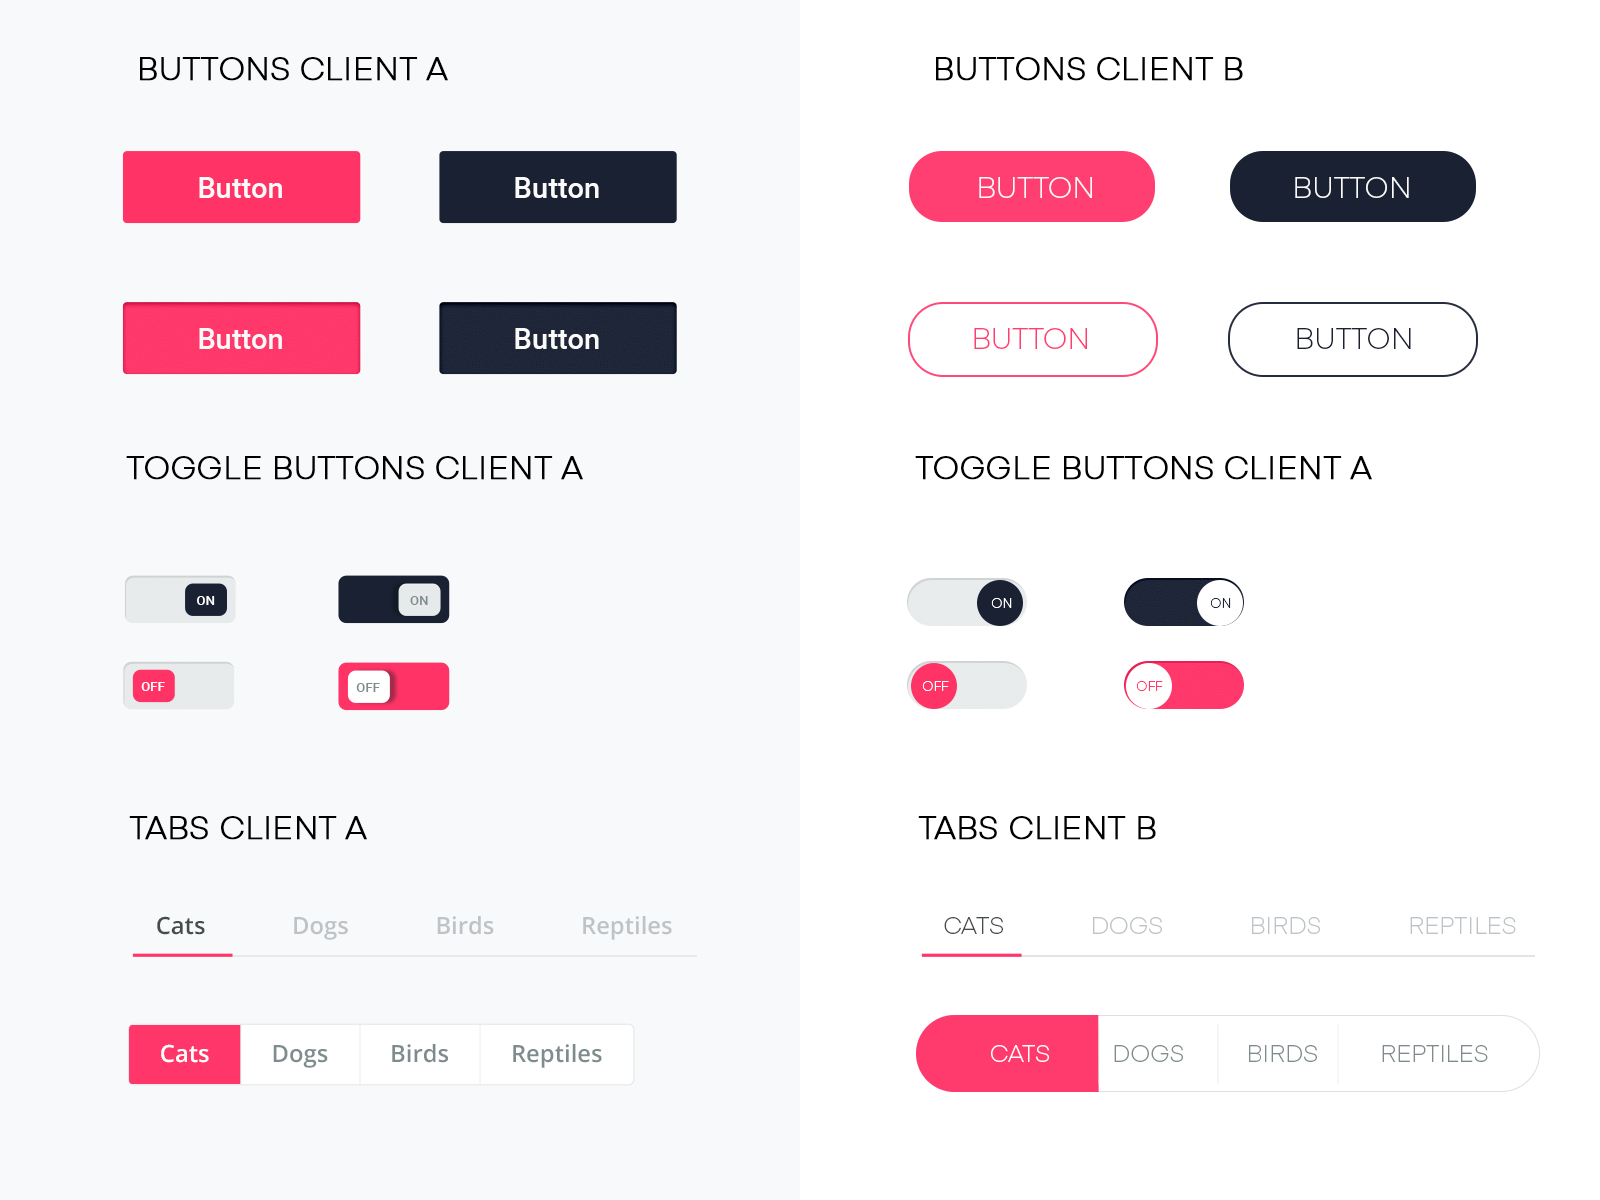 BUTTONS CLIENT A
Button
Button
Button
Button
TOGGLE BUTTONS CLIENT A
ON
ON
OFF
OFF
TABS CLIENT A
Cats
Dogs
Birds
Reptiles
Cats
Dogs
Birds
Reptiles
BUTTONS CLIENT B
BUTTON
BUTTON
BUTTON
BUTTON
TOGGLE BUTTONS CLIENT A
ON
ON
OFF
OFF
TABS CLIENT B
CATS
DOGS
BIRDS
REPTILES
CATS
DOGS
BIRDS
REPTILES